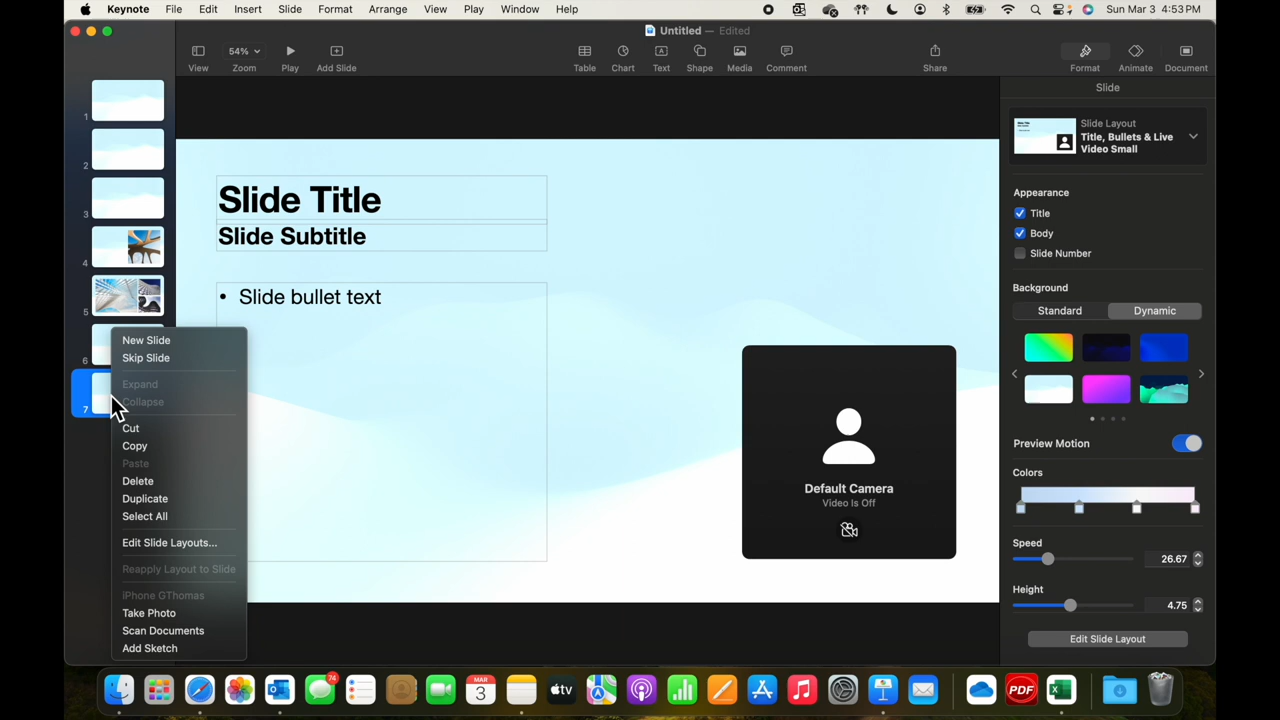 Keynote File Edit Insert Slide Format Arrange View Play Window Help Sun Mar 3 4:53 PM
Untitled — Edited
54%
View Zoom Play Add Slide Table Chart Text Shape Media Comment Share Format Animate Document
Slide
Slide Layout
Title, Bullets & Live
Video Small
Appearance
Title
Body
Slide Number
Background
Standard Dynamic
Preview Motion
Colors
Speed
26.67
Height
4.75
Edit Slide Layout
1
2
3
4
5
6
7
Slide Title
Slide Subtitle
• Slide bullet text
Default Camera
Video Is Off
New Slide
Skip Slide
Expand
Collapse
Cut
Copy
Paste
Delete
Duplicate
Select All
Edit Slide Layouts...
Reapply Layout to Slide
iPhone GThomas
Take Photo
Scan Documents
Add Sketch
74
MAR
3
tv
PDF